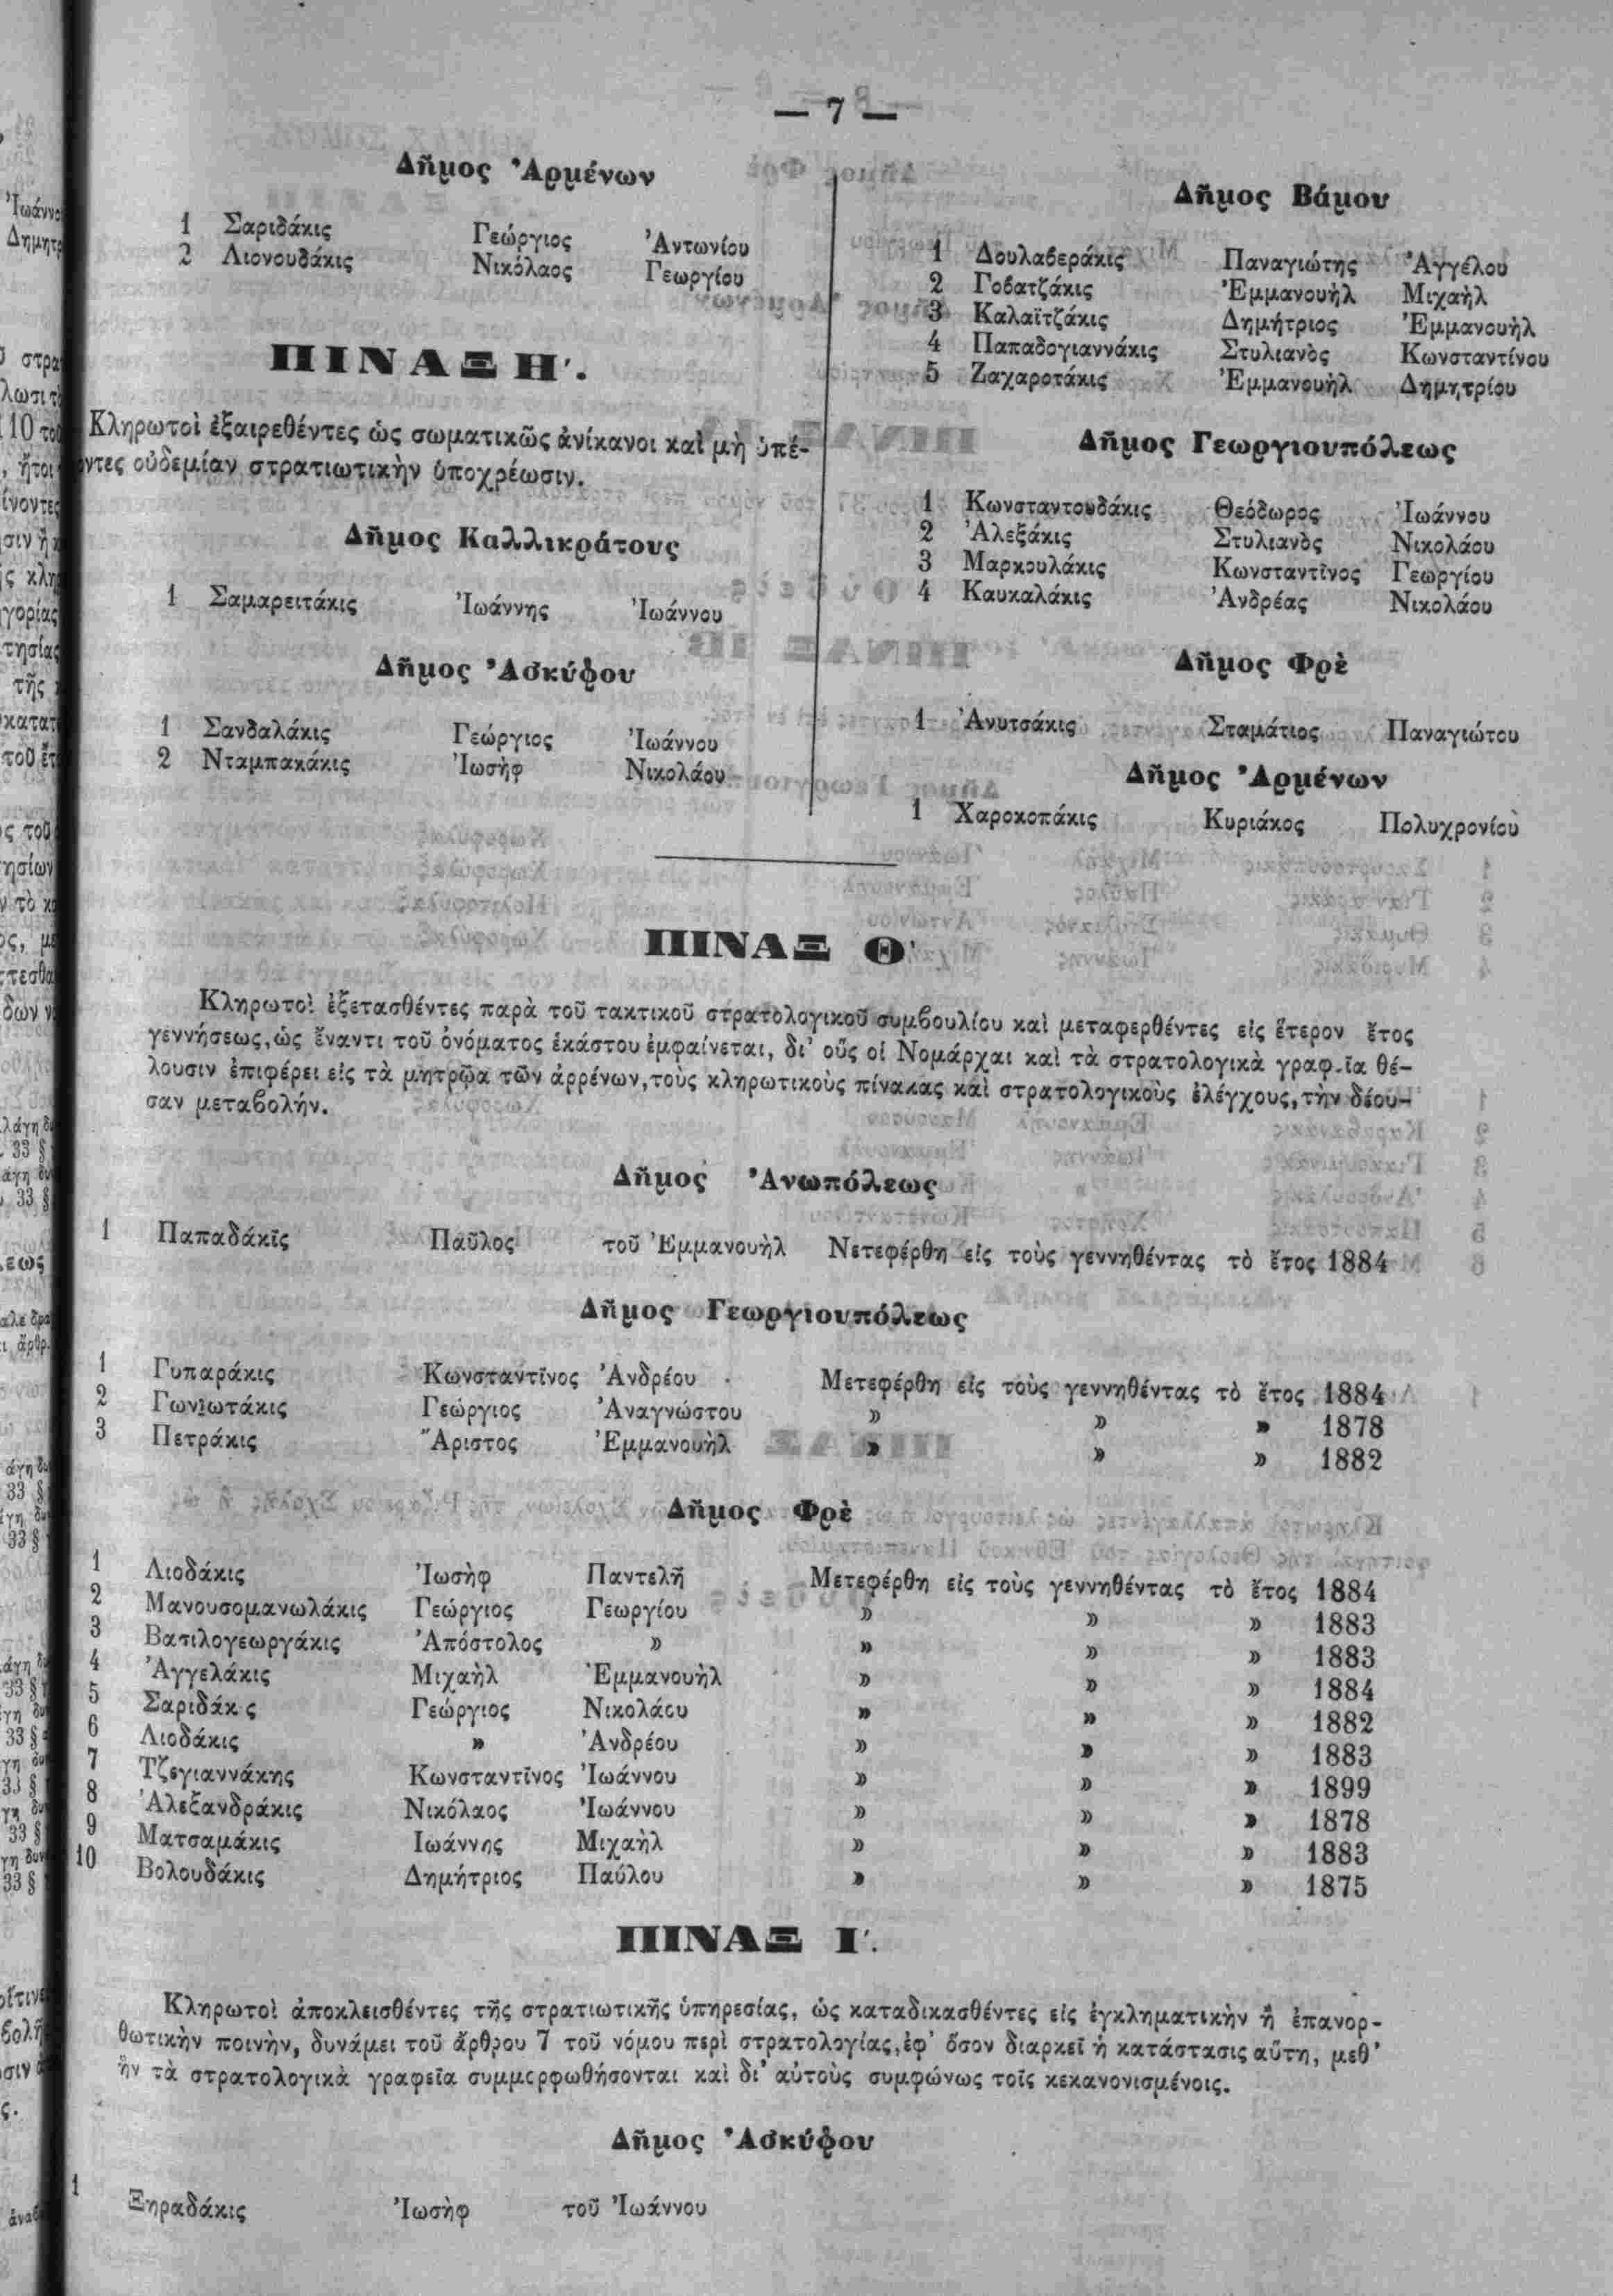 — 7 —
Δῆμος Ἀρμένων
1 Σαριδάκις Γεώργιος Ἀντωνίου
2 Λιονουδάκις Νικόλαος Γεωργίου
ΠΙΝΑΞ Η΄.
Κληρωτοὶ ἐξαιρεθέντες ὡς σωματικῶς ἀνίκανοι καὶ μὴ ὑπέ-
οντες οὐδεμίαν στρατιωτικὴν ὑποχρέωσιν.
Δῆμος Καλλικράτους
1 Σαμαρειτάκις Ἰωάννης Ἰωάννου
Δῆμος Ἀσκύφου
1 Σανδαλάκις Γεώργιος Ἰωάννου
2 Νταμπακάκις Ἰωσὴφ Νικολάου
Δῆμος Βάμου
1 Δουλαβεράκις Παναγιώτης Ἀγγέλου
2 Γοβατζάκις Ἐμμανουὴλ Μιχαὴλ
3 Καλαϊτζάκις Δημήτριος Ἐμμανουὴλ
4 Παπαδογιαννάκις Στυλιανὸς Κωνσταντίνου
5 Ζαχαροτάκις Ἐμμανουὴλ Δημητρίου
Δῆμος Γεωργιουπόλεως
1 Κωνσταντουδάκις Θεόδωρος Ἰωάννου
2 Ἀλεξάκις Στυλιανὸς Νικολάου
3 Μαρκουλάκις Κωνσταντῖνος Γεωργίου
4 Καυκαλάκις Ἀνδρέας Νικολάου
Δῆμος Φρὲ
1 Ἀνυτσάκις Σταμάτιος Παναγιώτου
Δῆμος Ἀρμένων
1 Χαροκοπάκις Κυριάκος Πολυχρονίου
ΠΙΝΑΞ Θ΄
Κληρωτοὶ ἐξετασθέντες παρὰ τοῦ τακτικοῦ στρατολογικοῦ συμβουλίου καὶ μεταφερθέντες εἰς ἕτερον ἔτος
γεννήσεως, ὡς ἔναντι τοῦ ὀνόματος ἑκάστου ἐμφαίνεται, δι' οὓς οἱ Νομάρχαι καὶ τὰ στρατολογικὰ γραφεῖα θέ-
λουσιν ἐπιφέρει εἰς τὰ μητρῷα τῶν ἀρρένων, τοὺς κληρωτικοὺς πίνακας καὶ στρατολογικοὺς ἐλέγχους, τὴν δέου-
σαν μεταβολήν.
Δῆμος Ἀνωπόλεως
1 Παπαδάκις Παῦλος τοῦ Ἐμμανουὴλ Νετεφέρθη εἰς τοὺς γεννηθέντας τὸ ἔτος 1884
Δῆμος Γεωργιουπόλεως
1 Γυπαράκις Κωνσταντῖνος Ἀνδρέου Μετεφέρθη εἰς τοὺς γεννηθέντας τὸ ἔτος 1884
2 Γωνιωτάκις Γεώργιος Ἀναγνώστου » » » 1878
3 Πετράκις Ἄριστος Ἐμμανουὴλ » » » 1882
Δῆμος Φρὲ
1 Λιοδάκις Ἰωσὴφ Παντελῆ Μετεφέρθη εἰς τοὺς γεννηθέντας τὸ ἔτος 1884
2 Μανουσομανωλάκις Γεώργιος Γεωργίου » » » 1883
3 Βασιλογεωργάκις Ἀπόστολος » » » » 1883
4 Ἀγγελάκις Μιχαὴλ Ἐμμανουὴλ » » » 1884
5 Σαριδάκις Γεώργιος Νικολάου » » » 1882
6 Λιοδάκις » Ἀνδρέου » » » 1883
7 Τζεγιαννάκης Κωνσταντῖνος Ἰωάννου » » » 1899
8 Ἀλεξανδράκις Νικόλαος Ἰωάννου » » » 1878
9 Ματσαμάκις Ἰωάννης Μιχαὴλ » » » 1883
10 Βολουδάκις Δημήτριος Παύλου » » » 1875
ΠΙΝΑΞ Ι΄.
Κληρωτοὶ ἀποκλεισθέντες τῆς στρατιωτικῆς ὑπηρεσίας, ὡς καταδικασθέντες εἰς ἐγκληματικὴν ἢ ἐπανορ-
θωτικὴν ποινὴν, δυνάμει τοῦ ἄρθρου 7 τοῦ νόμου περὶ στρατολογίας, ἐφ' ὅσον διαρκεῖ ἡ κατάστασις αὕτη, μεθ'
ἣν τὰ στρατολογικὰ γραφεῖα συμμορφωθήσονται καὶ δι' αὐτοὺς συμφώνως τοῖς κεκανονισμένοις.
Δῆμος Ἀσκύφου
1 Ξηραδάκις Ἰωσὴφ τοῦ Ἰωάννου